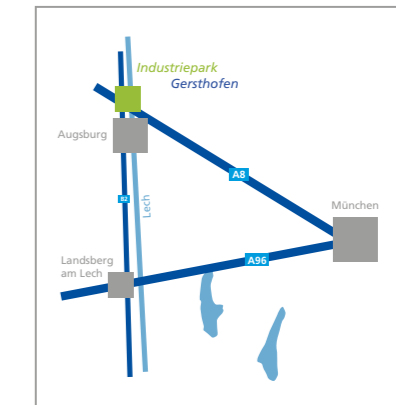 Industriepark
Gersthofen
Augsburg
A8
B2
Lech
München
Landsberg
am Lech
A96